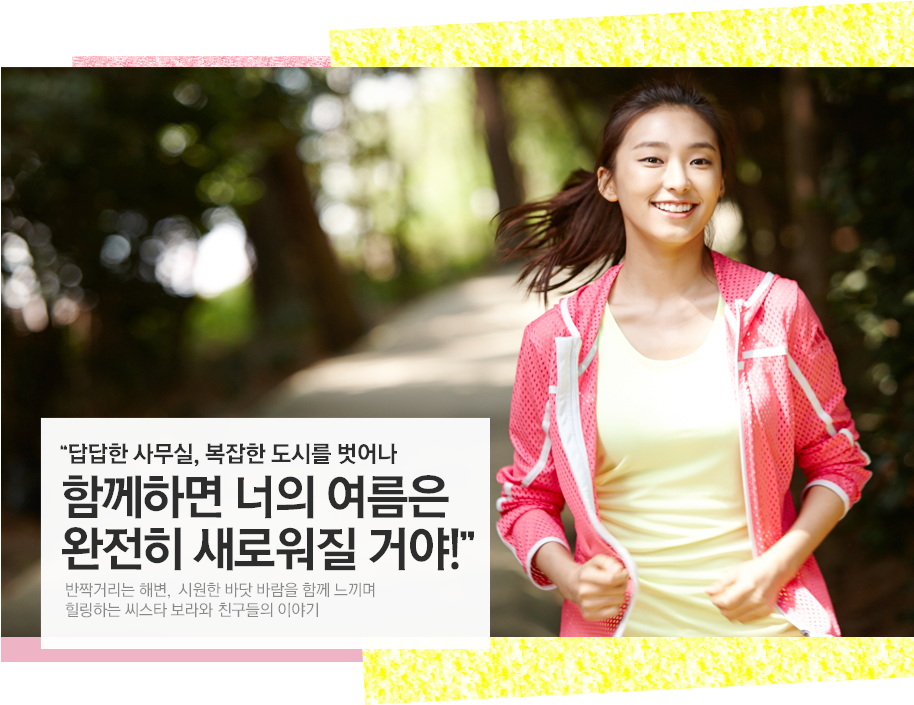 “답답한 사무실, 복잡한 도시를 벗어나
함께하면 너의 여름은
완전히 새로워질 거야!”
반짝거리는 해변, 시원한 바닷 바람을 함께 느끼며
힐링하는 씨스타 보라와 친구들의 이야기